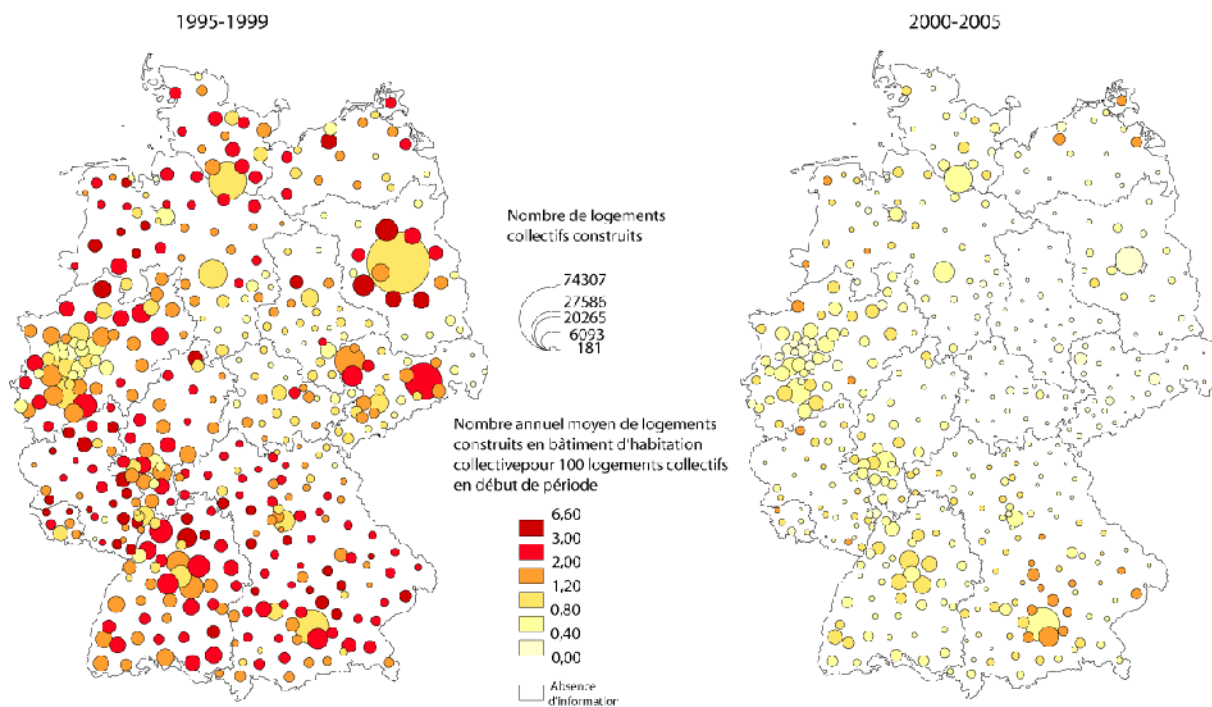 1995-1999
2000-2005
Nombre de logements
collectifs construits
74307
27586
20265
6093
181
Nombre annuel moyen de logements
construits en bâtiment d'habitation
collectivepour 100 logements collectifs
en début de période
6,60
3,00
2,00
1,20
0,80
0,40
0,00
Absence
d'information